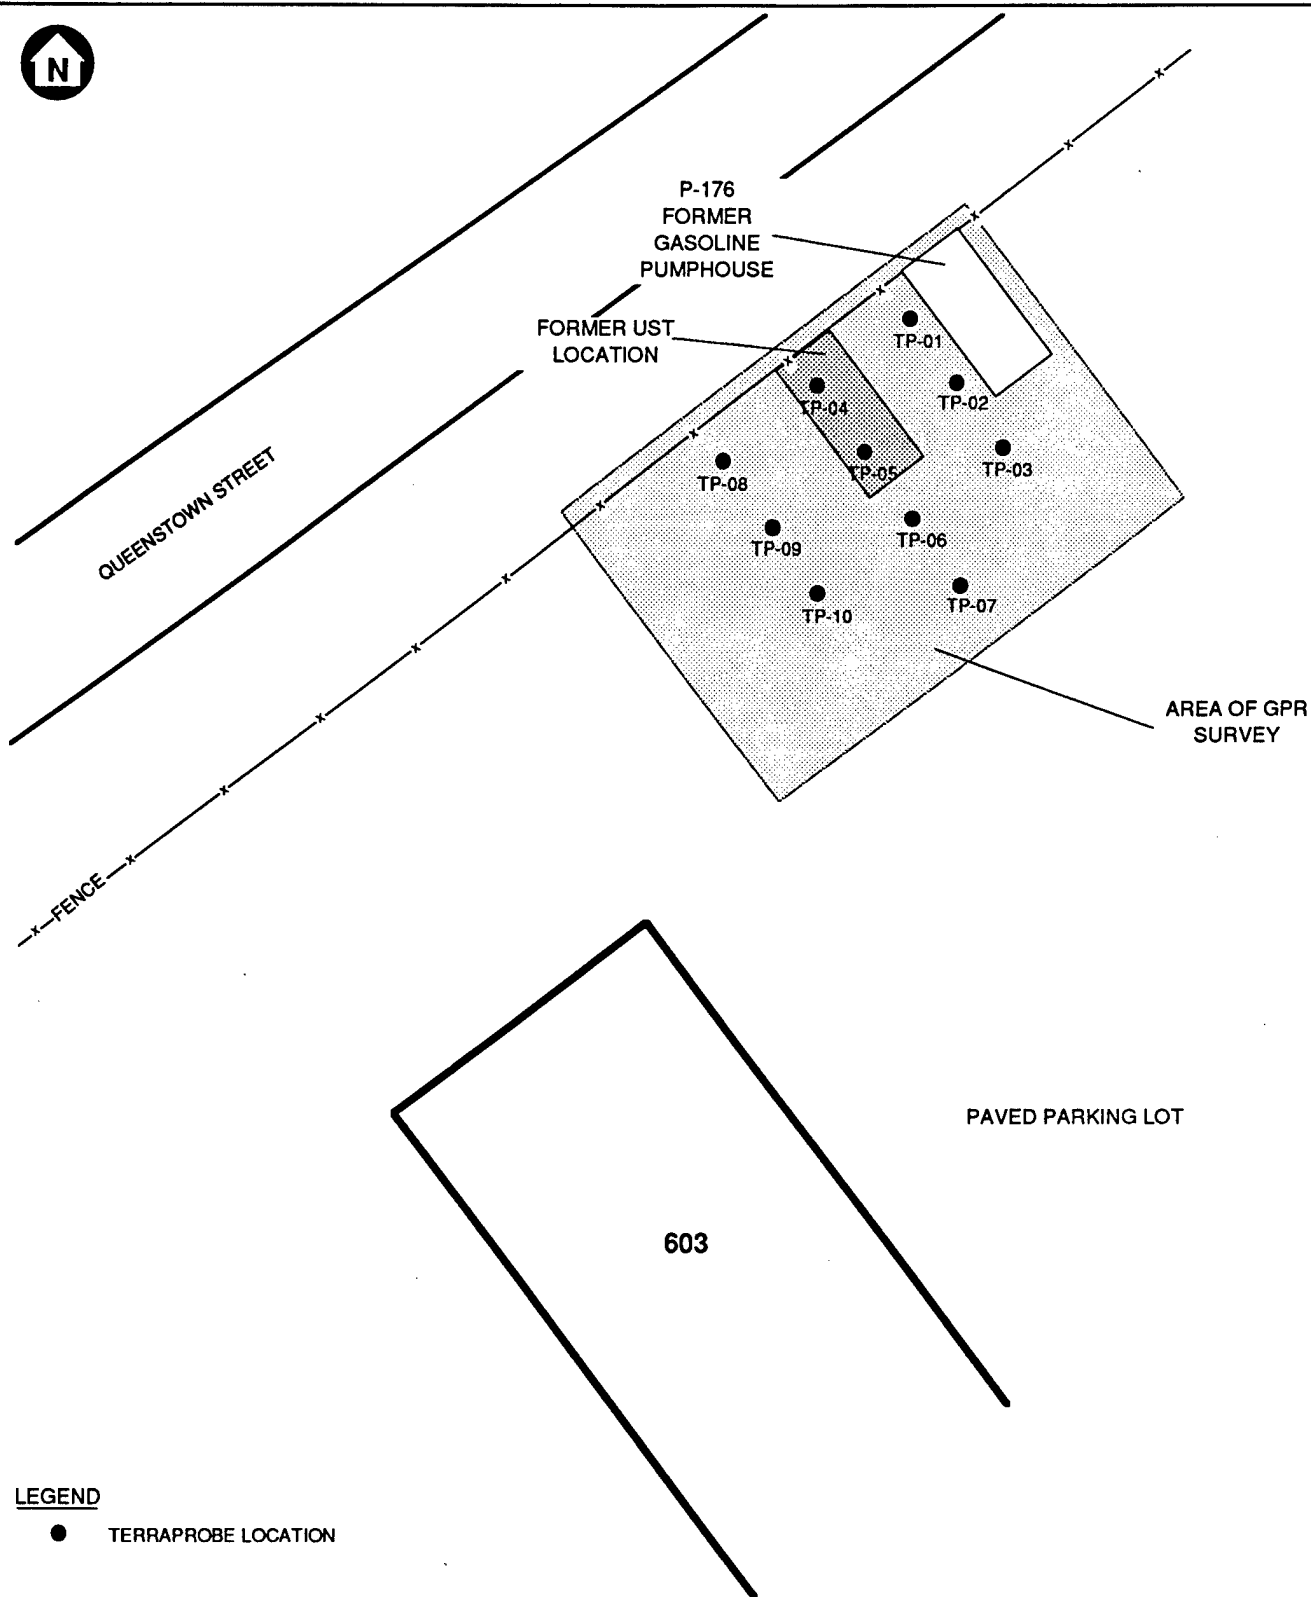 N
P-176
FORMER
GASOLINE
PUMPHOUSE
FORMER UST
LOCATION
TP-01
TP-02
TP-04
TP-03
TP-05
TP-08
TP-06
TP-09
TP-07
TP-10
QUEENSTOWN STREET
AREA OF GPR
SURVEY
x-FENCE-x-x-x-x-x-x-x-x-x-x-x-x
PAVED PARKING LOT
603
LEGEND
● TERRAPROBE LOCATION